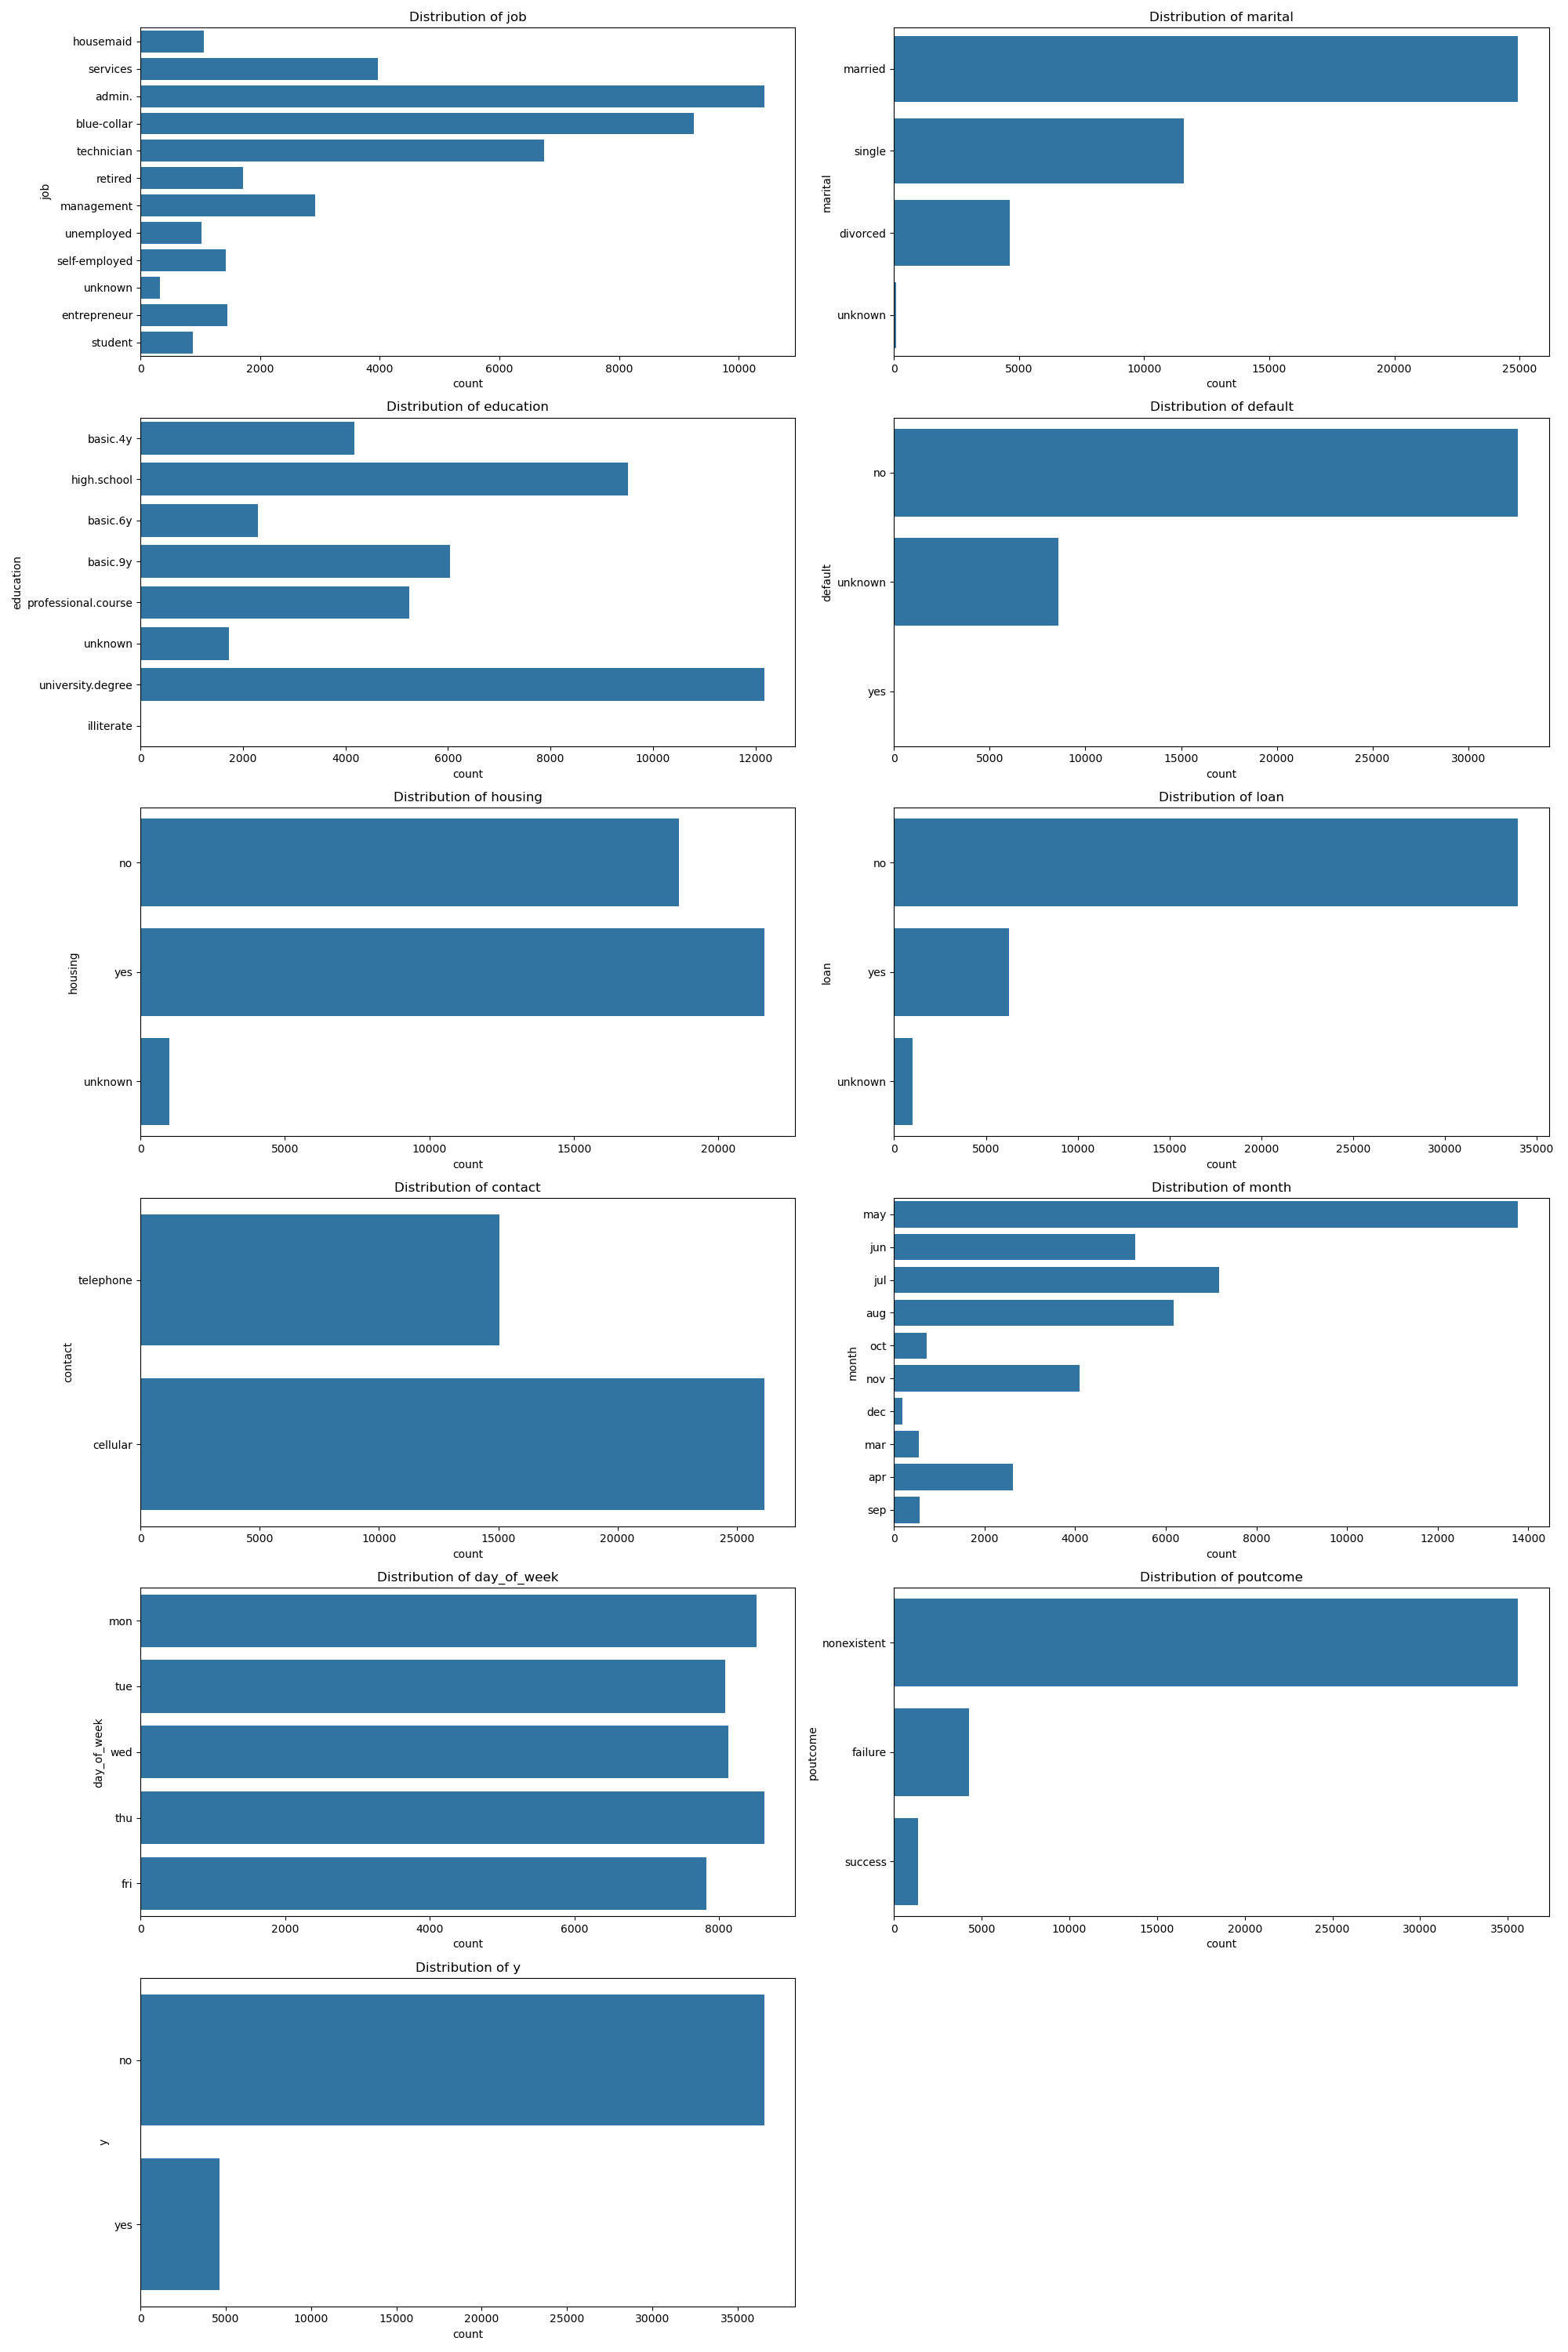 Distribution of job
housemaid
services
admin.
blue-collar
technician
retired
management
unemployed
self-employed
unknown
entrepreneur
student
job
0 2000 4000 6000 8000 10000
count
Distribution of marital
married
single
divorced
unknown
marital
0 5000 10000 15000 20000 25000
count
Distribution of education
basic.4y
high.school
basic.6y
basic.9y
professional.course
unknown
university.degree
illiterate
education
0 2000 4000 6000 8000 10000 12000
count
Distribution of default
no
unknown
yes
default
0 5000 10000 15000 20000 25000 30000
count
Distribution of housing
no
yes
unknown
housing
0 5000 10000 15000 20000
count
Distribution of loan
no
yes
unknown
loan
0 5000 10000 15000 20000 25000 30000 35000
count
Distribution of contact
telephone
cellular
contact
0 5000 10000 15000 20000 25000
count
Distribution of month
may
jun
jul
aug
oct
nov
dec
mar
apr
sep
month
0 2000 4000 6000 8000 10000 12000 14000
count
Distribution of day_of_week
mon
tue
wed
thu
fri
day_of_week
0 2000 4000 6000 8000
count
Distribution of poutcome
nonexistent
failure
success
poutcome
0 5000 10000 15000 20000 25000 30000 35000
count
Distribution of y
no
yes
y
0 5000 10000 15000 20000 25000 30000 35000
count